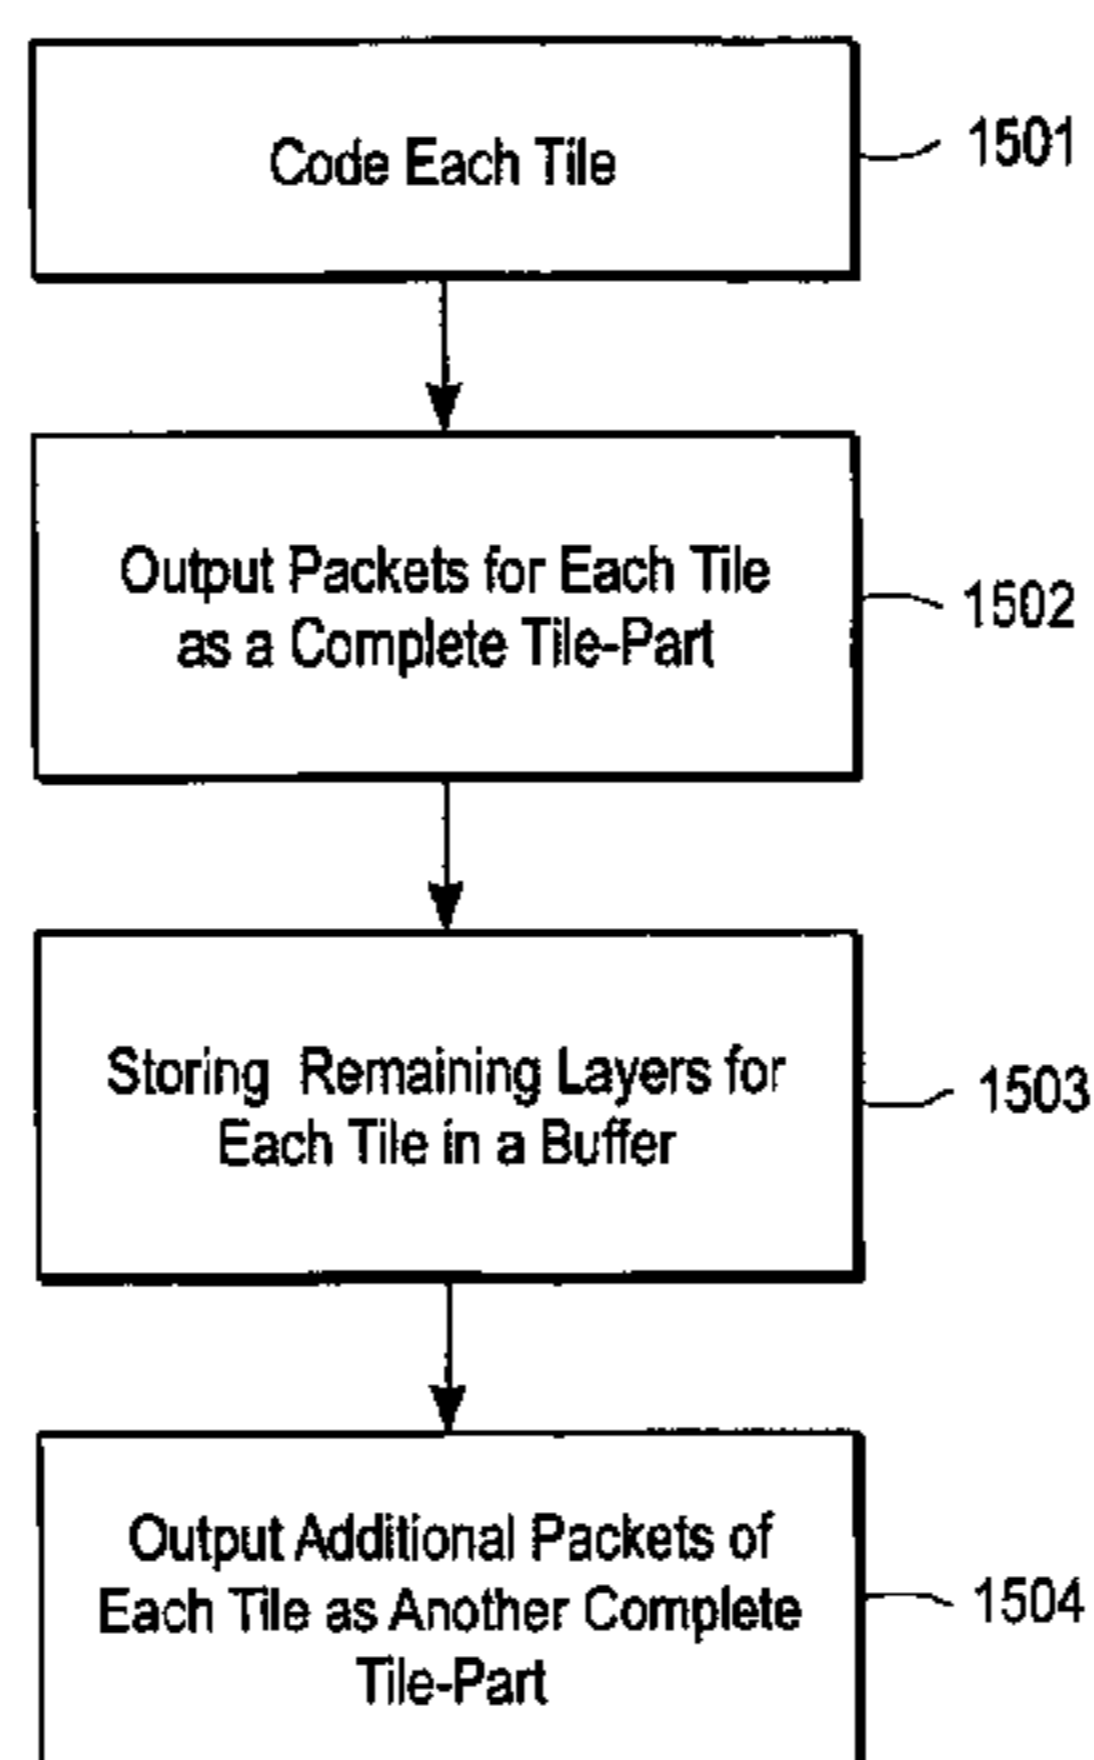 Code Each Tile
1501
Output Packets for Each Tile
as a Complete Tile-Part
1502
Storing Remaining Layers for
Each Tile in a Buffer
1503
Output Additional Packets of
Each Tile as Another Complete
Tile-Part
1504